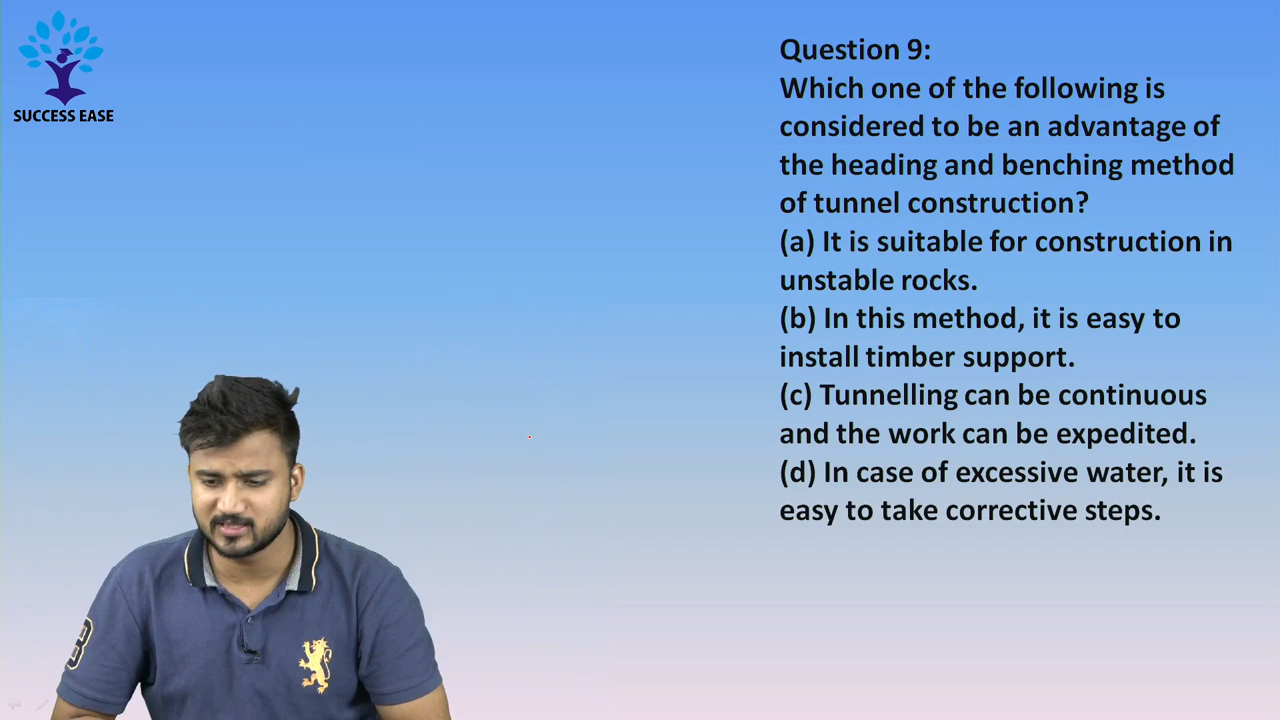 SUCCESS EASE
Question 9:
Which one of the following is
considered to be an advantage of
the heading and benching method
of tunnel construction?
(a) It is suitable for construction in
unstable rocks.
(b) In this method, it is easy to
install timber support.
(c) Tunnelling can be continuous
and the work can be expedited.
(d) In case of excessive water, it is
easy to take corrective steps.